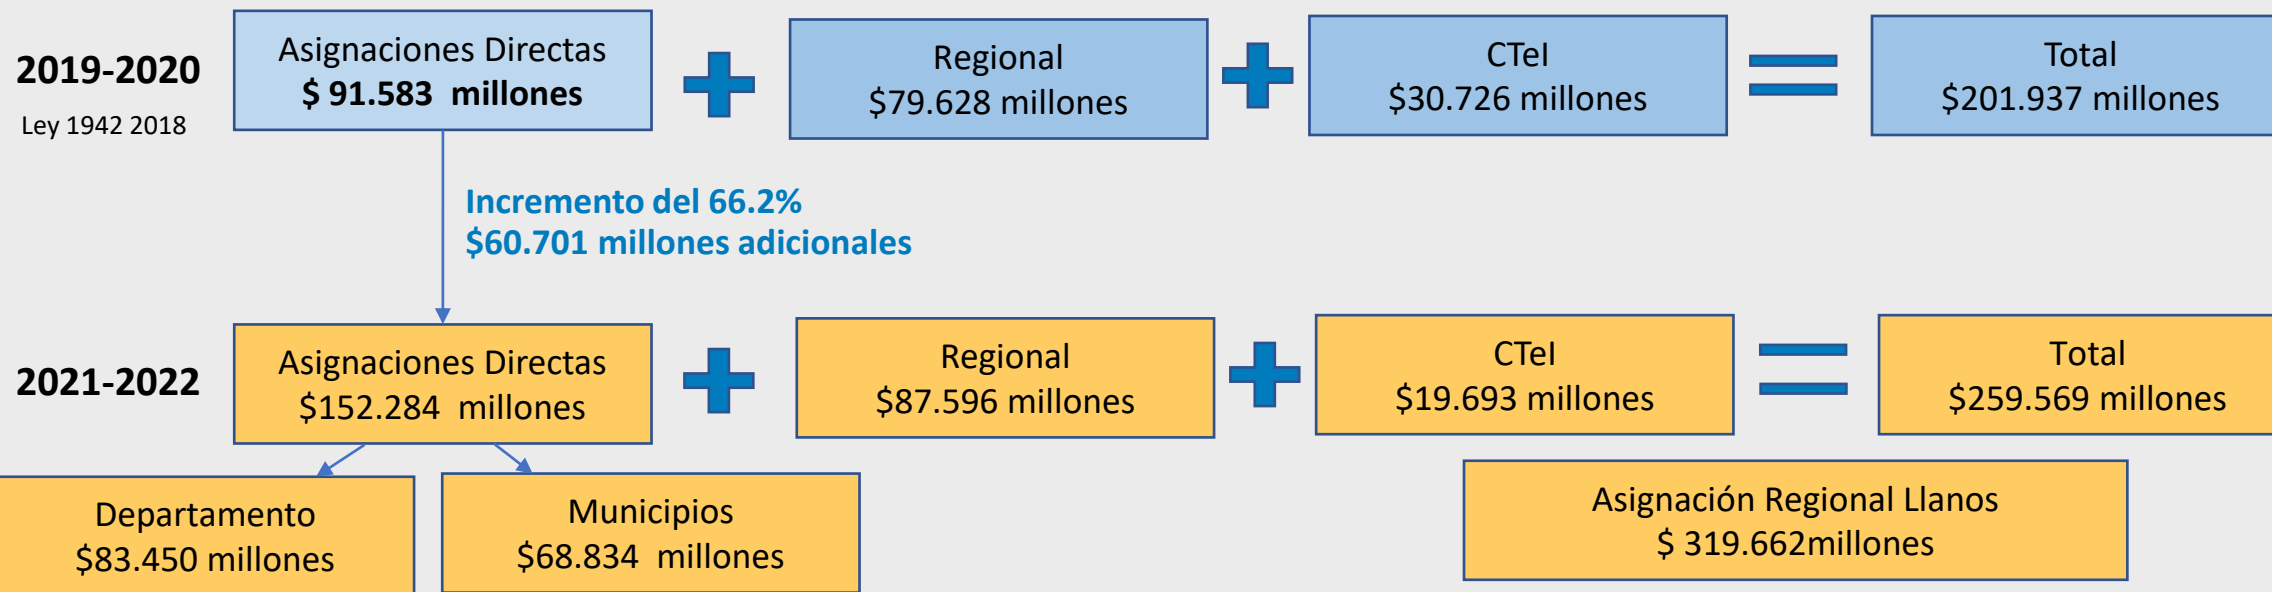 2019-2020
Ley 1942 2018
Asignaciones Directas
$ 91.583 millones
Regional
$79.628 millones
CTeI
$30.726 millones
Total
$201.937 millones
Incremento del 66.2%
$60.701 millones adicionales
2021-2022
Asignaciones Directas
$152.284 millones
Regional
$87.596 millones
CTeI
$19.693 millones
Total
$259.569 millones
Departamento
$83.450 millones
Municipios
$68.834 millones
Asignación Regional Llanos
$ 319.662millones